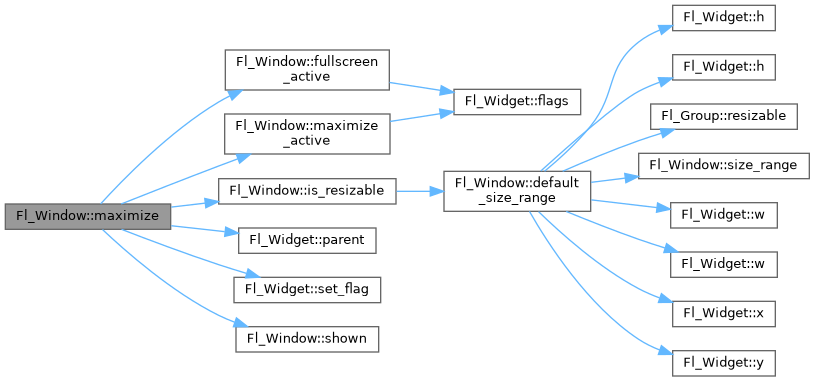 Fl_Window::maximize
Fl_Window::fullscreen
_active
Fl_Window::maximize
_active
Fl_Window::is_resizable
Fl_Widget::parent
Fl_Widget::set_flag
Fl_Window::shown
Fl_Widget::flags
Fl_Window::default
_size_range
Fl_Widget::h
Fl_Widget::h
Fl_Group::resizable
Fl_Window::size_range
Fl_Widget::w
Fl_Widget::w
Fl_Widget::x
Fl_Widget::y